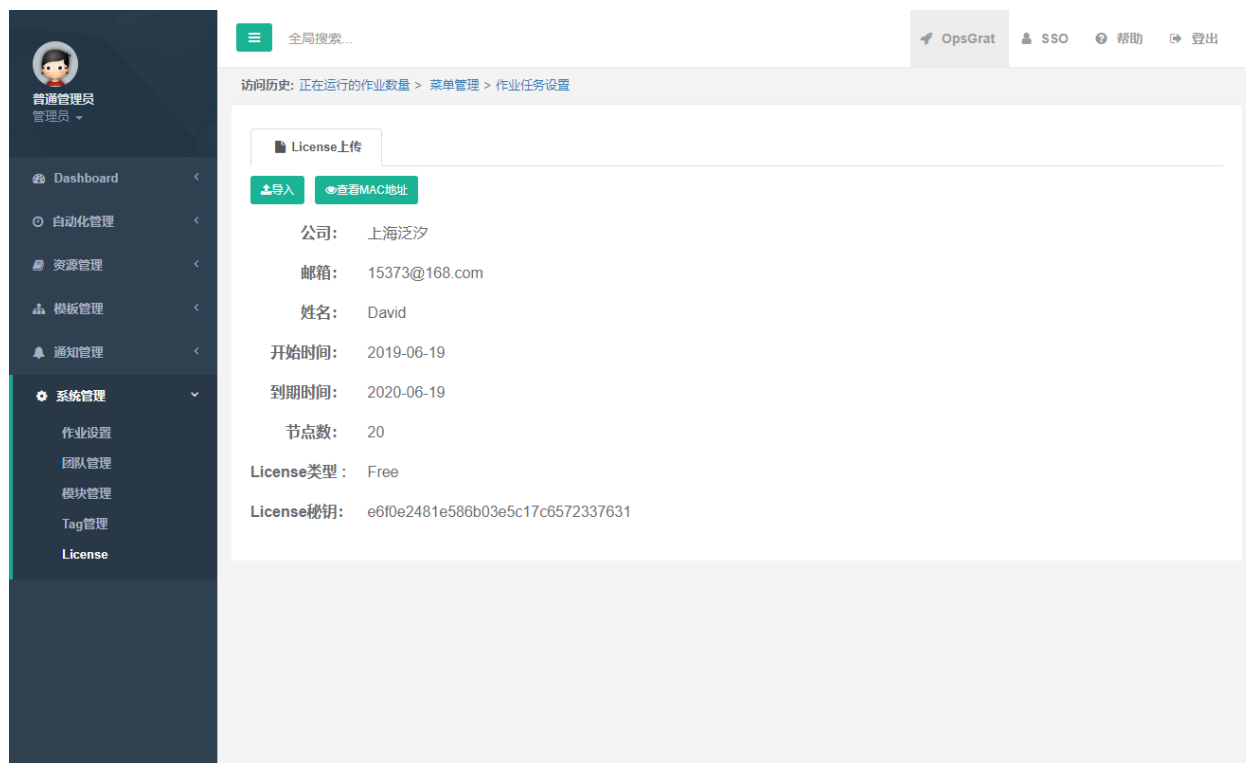 普通管理员
管理员
Dashboard
自动化管理
资源管理
模板管理
通知管理
系统管理
作业设置
团队管理
模块管理
Tag管理
License
全局搜索...
OpsGrat
SSO
帮助
登出
访问历史: 正在运行的作业数量 > 菜单管理 > 作业任务设置
License上传
导入
查看MAC地址
公司： 上海泛汐
邮箱： 15373@168.com
姓名： David
开始时间： 2019-06-19
到期时间： 2020-06-19
节点数： 20
License类型 : Free
License秘钥： e6f0e2481e586b03e5c17c6572337631